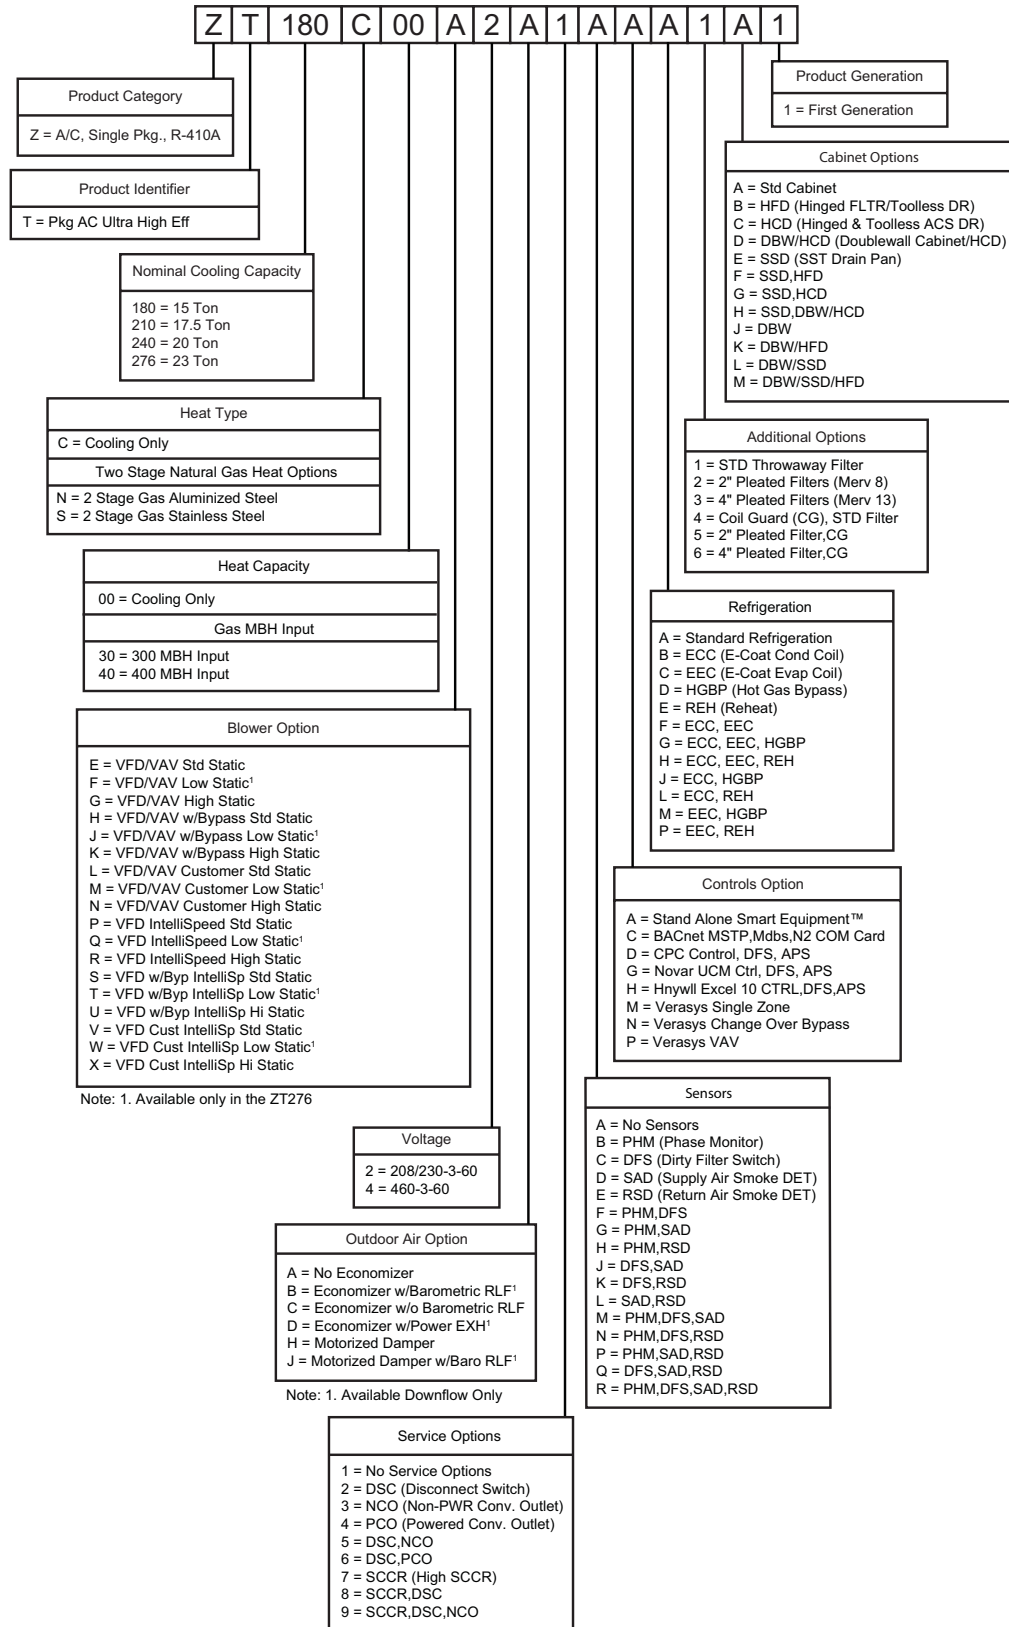 Z T 180 C 00 A 2 A 1 A A A 1 A 1
Product Category
Z = A/C, Single Pkg., R-410A
Product Identifier
T = Pkg AC Ultra High Eff
Nominal Cooling Capacity
180 = 15 Ton
210 = 17.5 Ton
240 = 20 Ton
276 = 23 Ton
Heat Type
C = Cooling Only
Two Stage Natural Gas Heat Options
N = 2 Stage Gas Aluminized Steel
S = 2 Stage Gas Stainless Steel
Heat Capacity
00 = Cooling Only
Gas MBH Input
30 = 300 MBH Input
40 = 400 MBH Input
Blower Option
E = VFD/VAV Std Static
F = VFD/VAV Low Static¹
G = VFD/VAV High Static
H = VFD/VAV w/Bypass Std Static
J = VFD/VAV w/Bypass Low Static¹
K = VFD/VAV w/Bypass High Static
L = VFD/VAV Customer Std Static
M = VFD/VAV Customer Low Static¹
N = VFD/VAV Customer High Static
P = VFD IntelliSpeed Std Static
Q = VFD IntelliSpeed Low Static¹
R = VFD IntelliSpeed High Static
S = VFD w/Byp IntelliSp Std Static
T = VFD w/Byp IntelliSp Low Static¹
U = VFD w/Byp IntelliSp Hi Static
V = VFD Cust IntelliSp Std Static
W = VFD Cust IntelliSp Low Static¹
X = VFD Cust IntelliSp Hi Static
Note: 1. Available only in the ZT276
Voltage
2 = 208/230-3-60
4 = 460-3-60
Outdoor Air Option
A = No Economizer
B = Economizer w/Barometric RLF¹
C = Economizer w/o Barometric RLF
D = Economizer w/Power EXH¹
H = Motorized Damper
J = Motorized Damper w/Baro RLF¹
Note: 1. Available Downflow Only
Service Options
1 = No Service Options
2 = DSC (Disconnect Switch)
3 = NCO (Non-PWR Conv. Outlet)
4 = PCO (Powered Conv. Outlet)
5 = DSC,NCO
6 = DSC,PCO
7 = SCCR (High SCCR)
8 = SCCR,DSC
9 = SCCR,DSC,NCO
Product Generation
1 = First Generation
Cabinet Options
A = Std Cabinet
B = HFD (Hinged FLTR/Toolless DR)
C = HCD (Hinged & Toolless ACS DR)
D = DBW/HCD (Doublewall Cabinet/HCD)
E = SSD (SST Drain Pan)
F = SSD,HFD
G = SSD,HCD
H = SSD,DBW/HCD
J = DBW
K = DBW/HFD
L = DBW/SSD
M = DBW/SSD/HFD
Additional Options
1 = STD Throwaway Filter
2 = 2" Pleated Filters (Merv 8)
3 = 4" Pleated Filters (Merv 13)
4 = Coil Guard (CG), STD Filter
5 = 2" Pleated Filter,CG
6 = 4" Pleated Filter,CG
Refrigeration
A = Standard Refrigeration
B = ECC (E-Coat Cond Coil)
C = EEC (E-Coat Evap Coil)
D = HGBP (Hot Gas Bypass)
E = REH (Reheat)
F = ECC, EEC
G = ECC, EEC, HGBP
H = ECC, EEC, REH
J = ECC, HGBP
L = ECC, REH
M = EEC, HGBP
P = EEC, REH
Controls Option
A = Stand Alone Smart Equipment™
C = BACnet MSTP,Mdbs,N2 COM Card
D = CPC Control, DFS, APS
G = Novar UCM Ctrl, DFS, APS
H = Hnywll Excel 10 CTRL,DFS,APS
M = Verasys Single Zone
N = Verasys Change Over Bypass
P = Verasys VAV
Sensors
A = No Sensors
B = PHM (Phase Monitor)
C = DFS (Dirty Filter Switch)
D = SAD (Supply Air Smoke DET)
E = RSD (Return Air Smoke DET)
F = PHM,DFS
G = PHM,SAD
H = PHM,RSD
J = DFS,SAD
K = DFS,RSD
L = SAD,RSD
M = PHM,DFS,SAD
N = PHM,DFS,RSD
P = PHM,SAD,RSD
Q = DFS,SAD,RSD
R = PHM,DFS,SAD,RSD